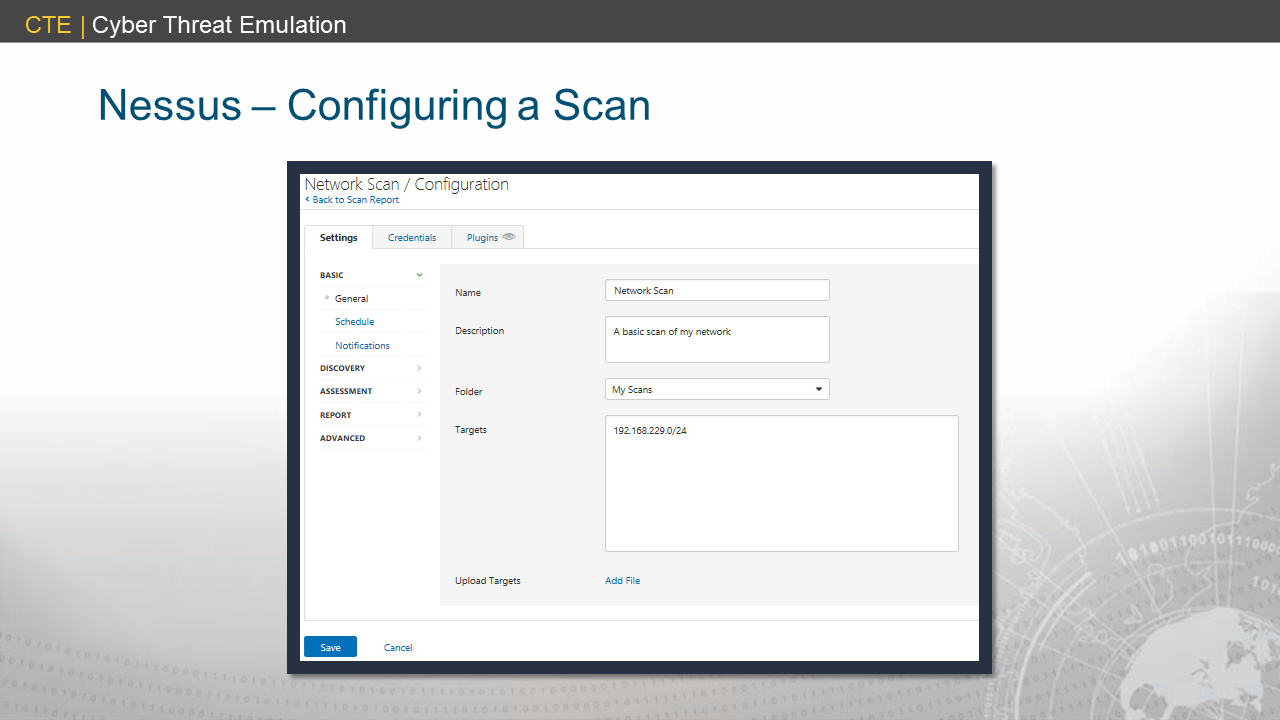 CTE | Cyber Threat Emulation
Nessus – Configuring a Scan
Network Scan / Configuration
‹ Back to Scan Report
Settings
Credentials
Plugins
BASIC
General
Schedule
Notifications
DISCOVERY
ASSESSMENT
REPORT
ADVANCED
Name
Network Scan
Description
A basic scan of my network
Folder
My Scans
Targets
192.168.229.0/24
Upload Targets
Add File
Save
Cancel